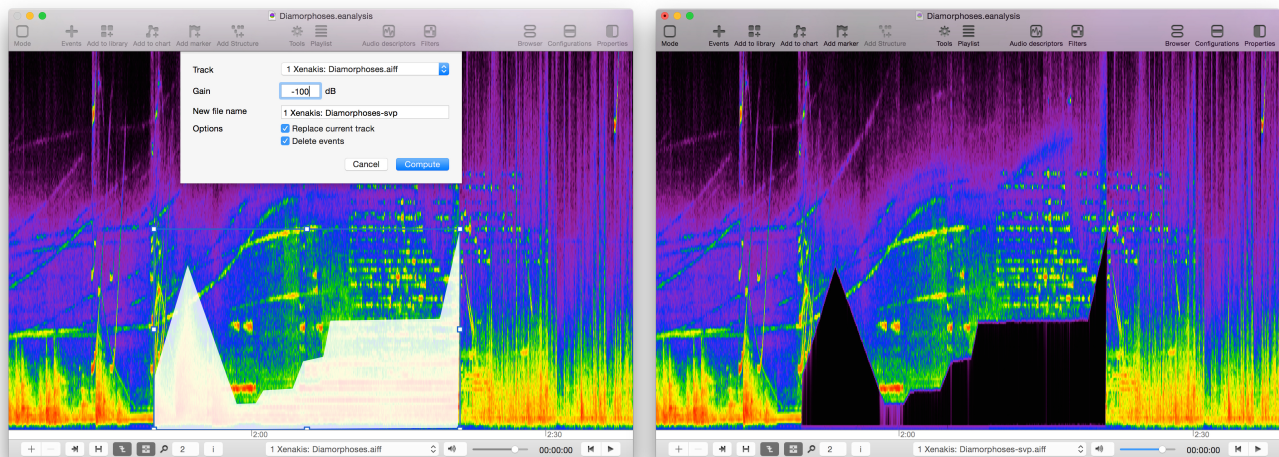 Diamorphoses.eanalysis
Mode Events Add to library Add to chart Add marker Add Structure Tools Playlist Audio descriptors Filters Browser Configurations Properties
Track 1 Xenakis: Diamorphoses.aiff
Gain -100 dB
New file name 1 Xenakis: Diamorphoses-svp
Options Replace current track
Delete events
Cancel Compute
2:00 2:30
2 i 1 Xenakis: Diamorphoses.aiff 00:00:00
Diamorphoses.eanalysis
Mode Events Add to library Add to chart Add marker Add Structure Tools Playlist Audio descriptors Filters Browser Configurations Properties
2:00 2:30
2 i 1 Xenakis: Diamorphoses-svp.aiff 00:00:00